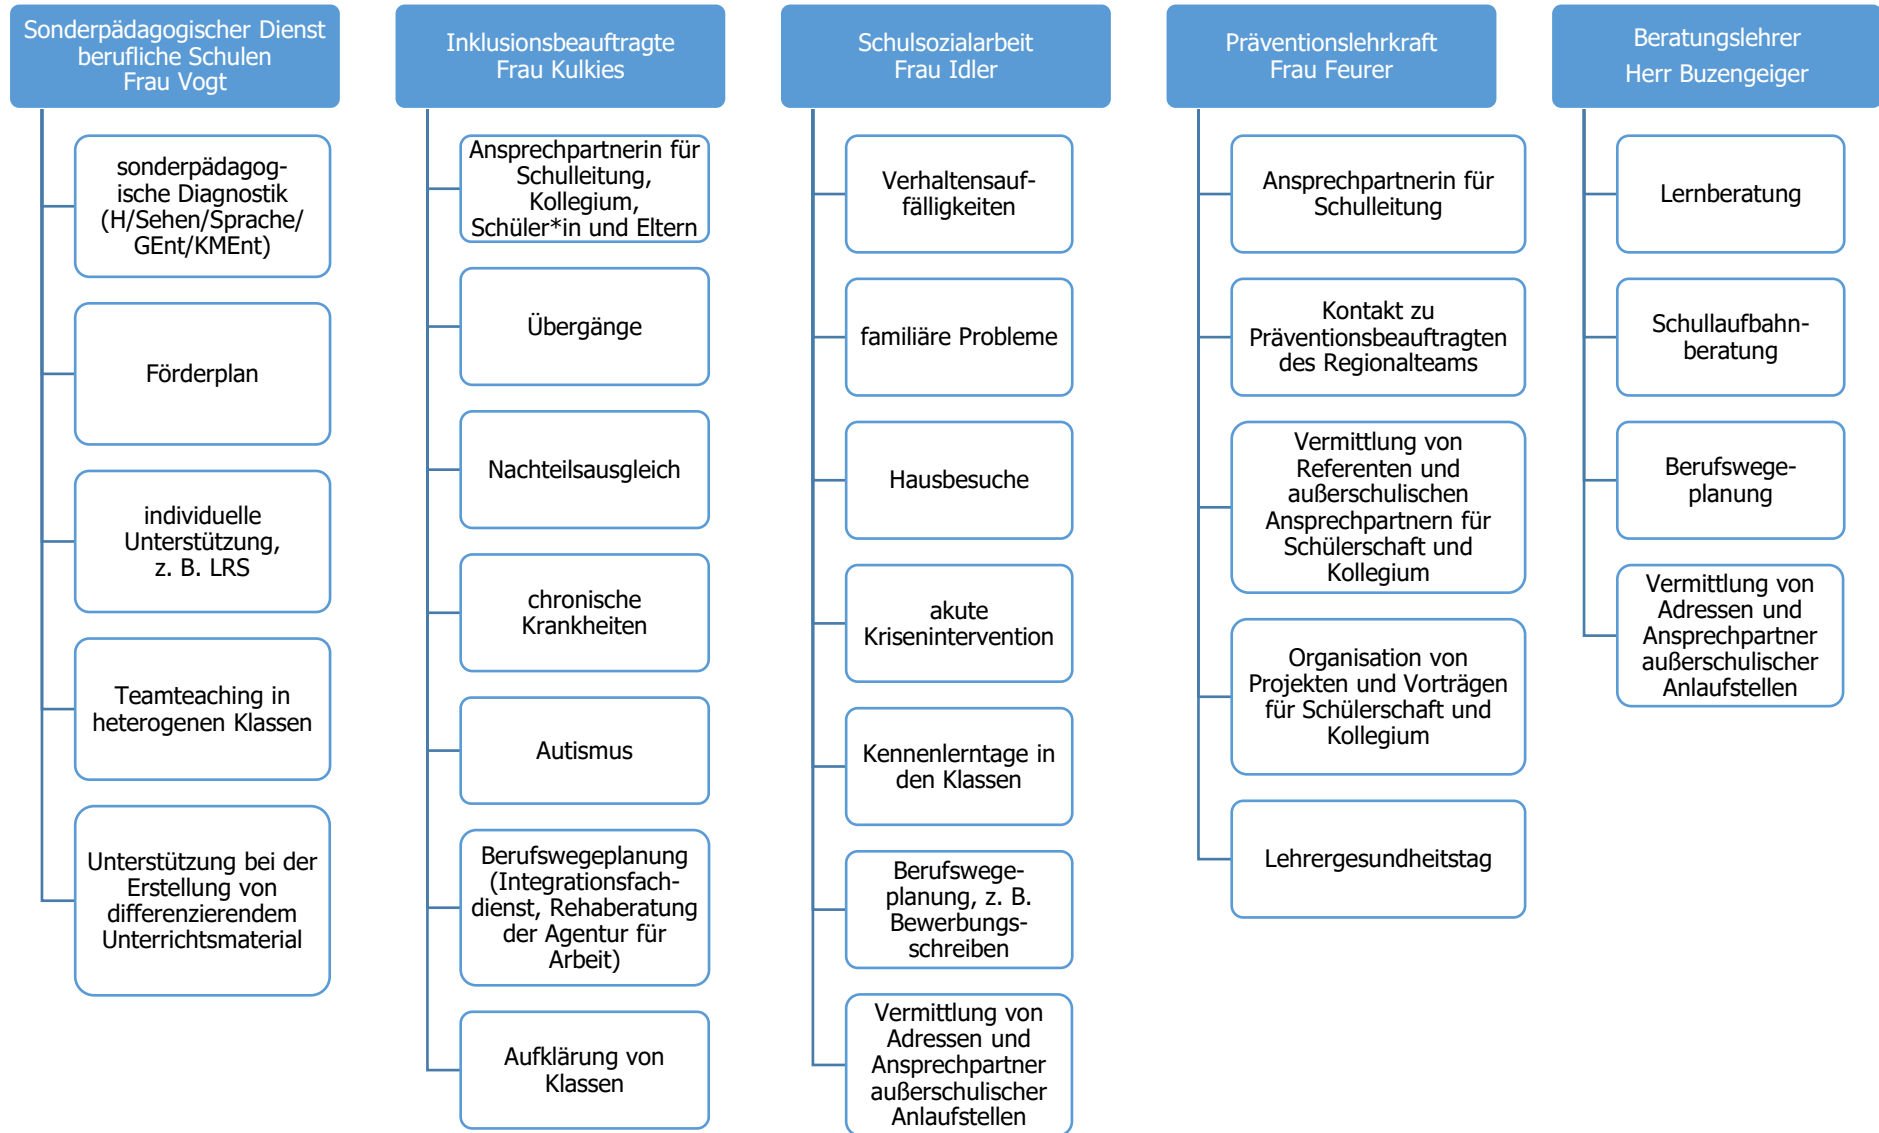 Sonderpädagogischer Dienst
berufliche Schulen
Frau Vogt
sonderpädagog-
ische Diagnostik
(H/Sehen/Sprache/
GEnt/KMEnt)
Förderplan
individuelle
Unterstützung,
z. B. LRS
Teamteaching in
heterogenen Klassen
Unterstützung bei der
Erstellung von
differenzierendem
Unterrichtsmaterial
Inklusionsbeauftragte
Frau Kulkies
Ansprechpartnerin für
Schulleitung,
Kollegium,
Schüler*in und Eltern
Übergänge
Nachteilsausgleich
chronische
Krankheiten
Autismus
Berufswegeplanung
(Integrationsfach-
dienst, Rehaberatung
der Agentur für
Arbeit)
Aufklärung von
Klassen
Schulsozialarbeit
Frau Idler
Verhaltensauf-
fälligkeiten
familiäre Probleme
Hausbesuche
akute
Krisenintervention
Kennenlerntage in
den Klassen
Berufswege-
planung, z. B.
Bewerbungs-
schreiben
Vermittlung von
Adressen und
Ansprechpartner
außerschulischer
Anlaufstellen
Präventionslehrkraft
Frau Feurer
Ansprechpartnerin für
Schulleitung
Kontakt zu
Präventionsbeauftragten
des Regionalteams
Vermittlung von
Referenten und
außerschulischen
Ansprechpartnern für
Schülerschaft und
Kollegium
Organisation von
Projekten und Vorträgen
für Schülerschaft und
Kollegium
Lehrergesundheitstag
Beratungslehrer
Herr Buzengeiger
Lernberatung
Schullaufbahn-
beratung
Berufswege-
planung
Vermittlung von
Adressen und
Ansprechpartner
außerschulischer
Anlaufstellen